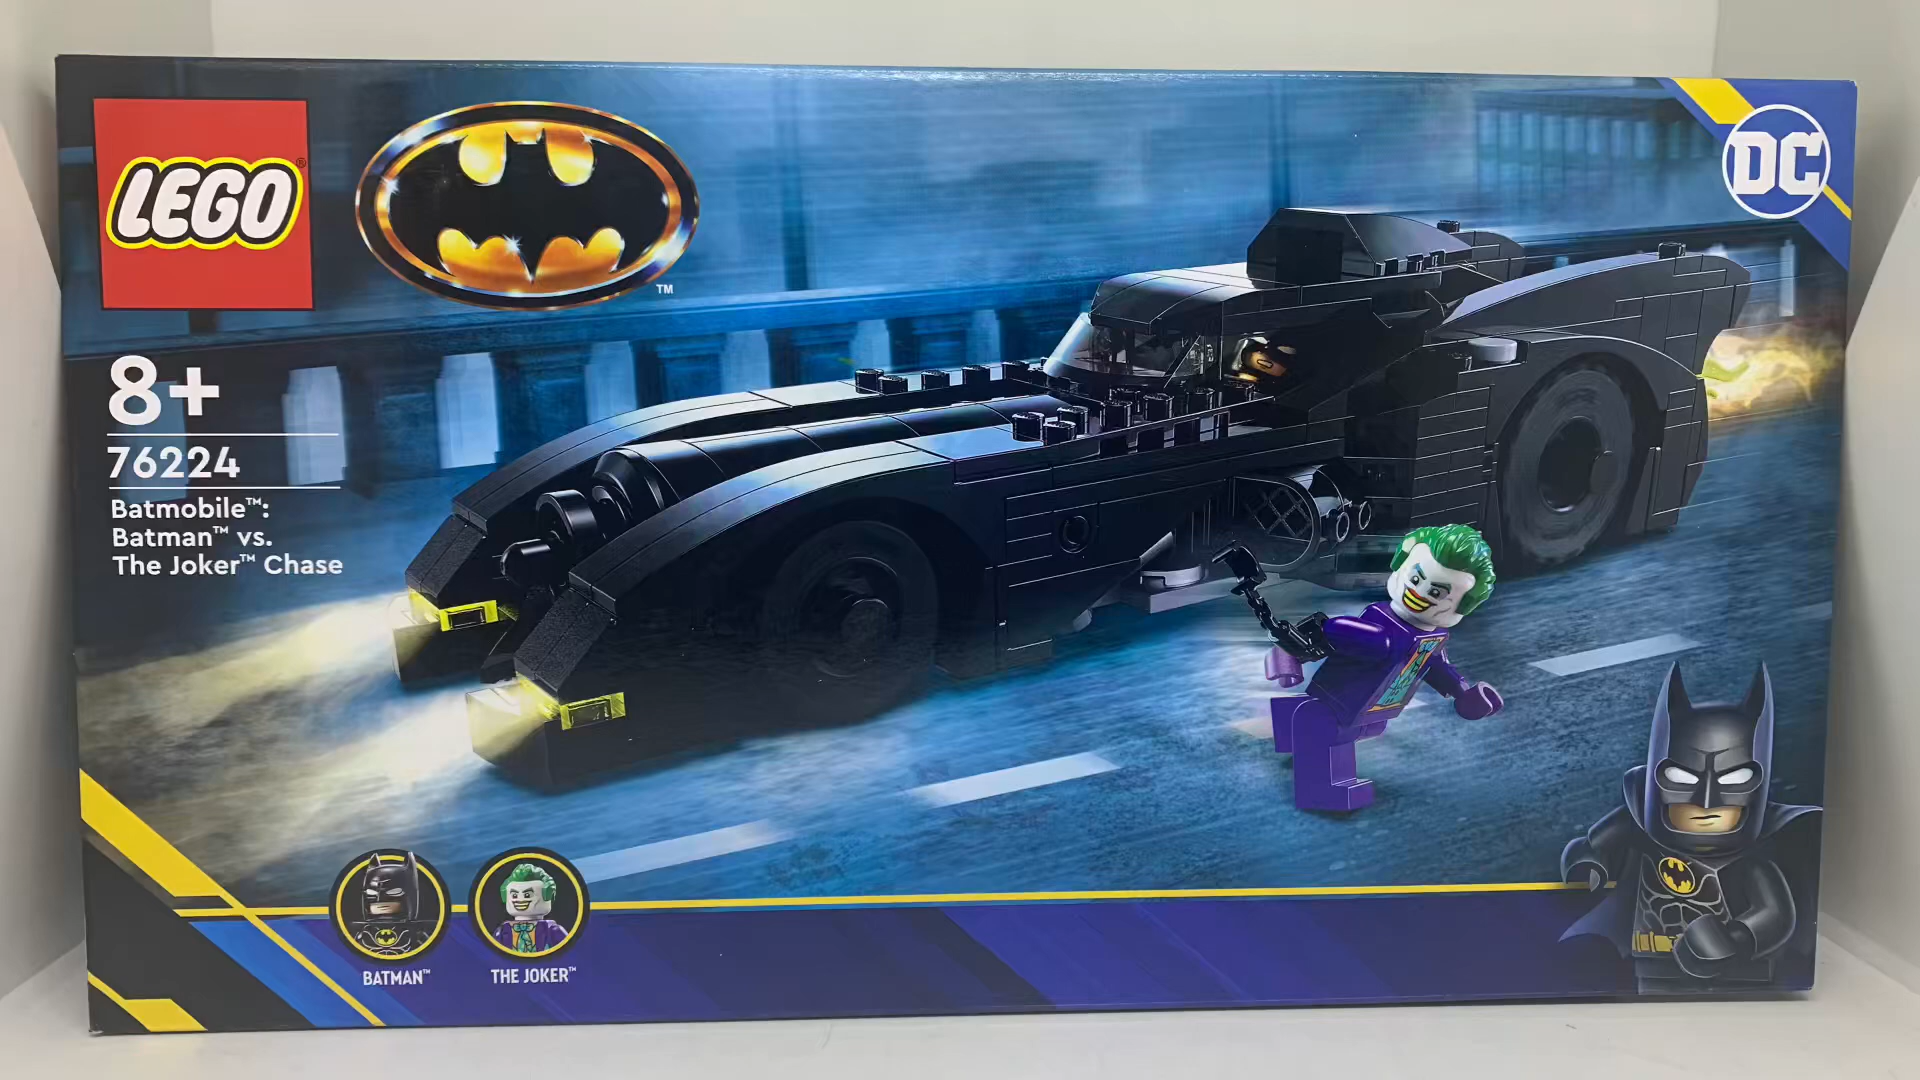 LEGO®
TM
DC
8+
76224
Batmobile™:
Batman™ vs.
The Joker™ Chase
BATMAN™
THE JOKER™